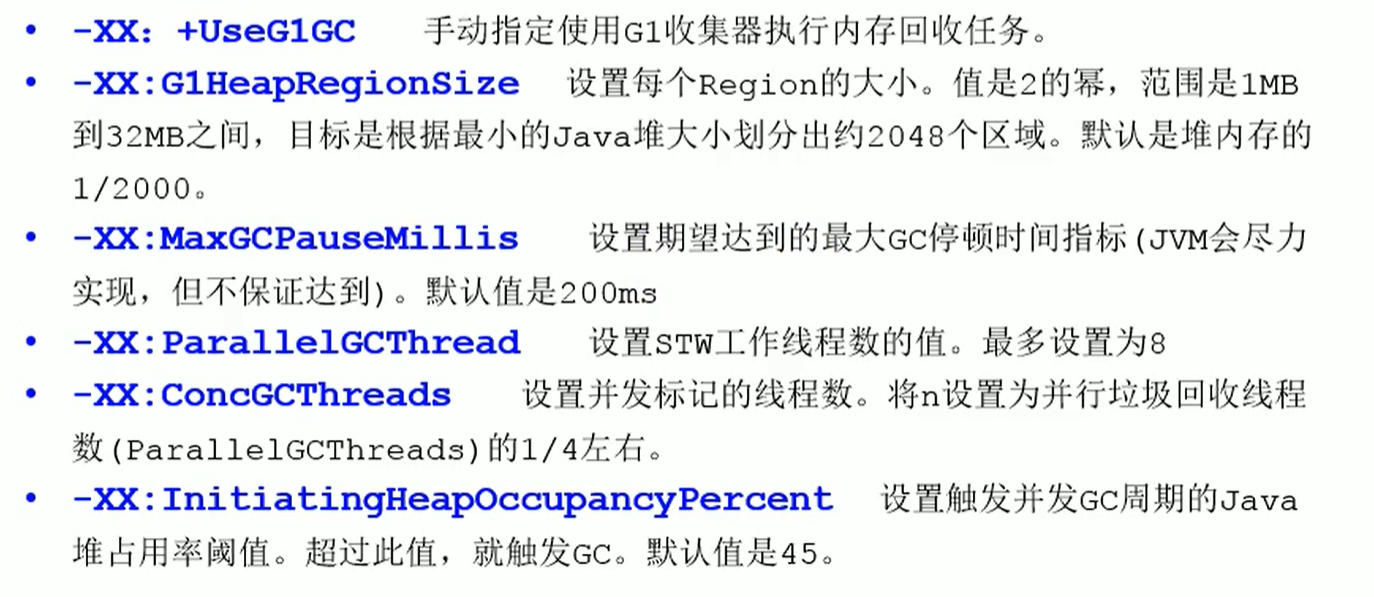 • -XX：+UseG1GC 手动指定使用G1收集器执行内存回收任务。
• -XX:G1HeapRegionSize 设置每个Region的大小。值是2的幂，范围是1MB
到32MB之间，目标是根据最小的Java堆大小划分出约2048个区域。默认是堆内存的
1/2000。
• -XX:MaxGCPauseMillis 设置期望达到的最大GC停顿时间指标(JVM会尽力
实现，但不保证达到)。默认值是200ms
• -XX:ParallelGCThread 设置STW工作线程数的值。最多设置为8
• -XX:ConcGCThreads 设置并发标记的线程数。将n设置为并行垃圾回收线程
数(ParallelGCThreads)的1/4左右。
• -XX:InitiatingHeapOccupancyPercent 设置触发并发GC周期的Java
堆占用率阈值。超过此值，就触发GC。默认值是45。